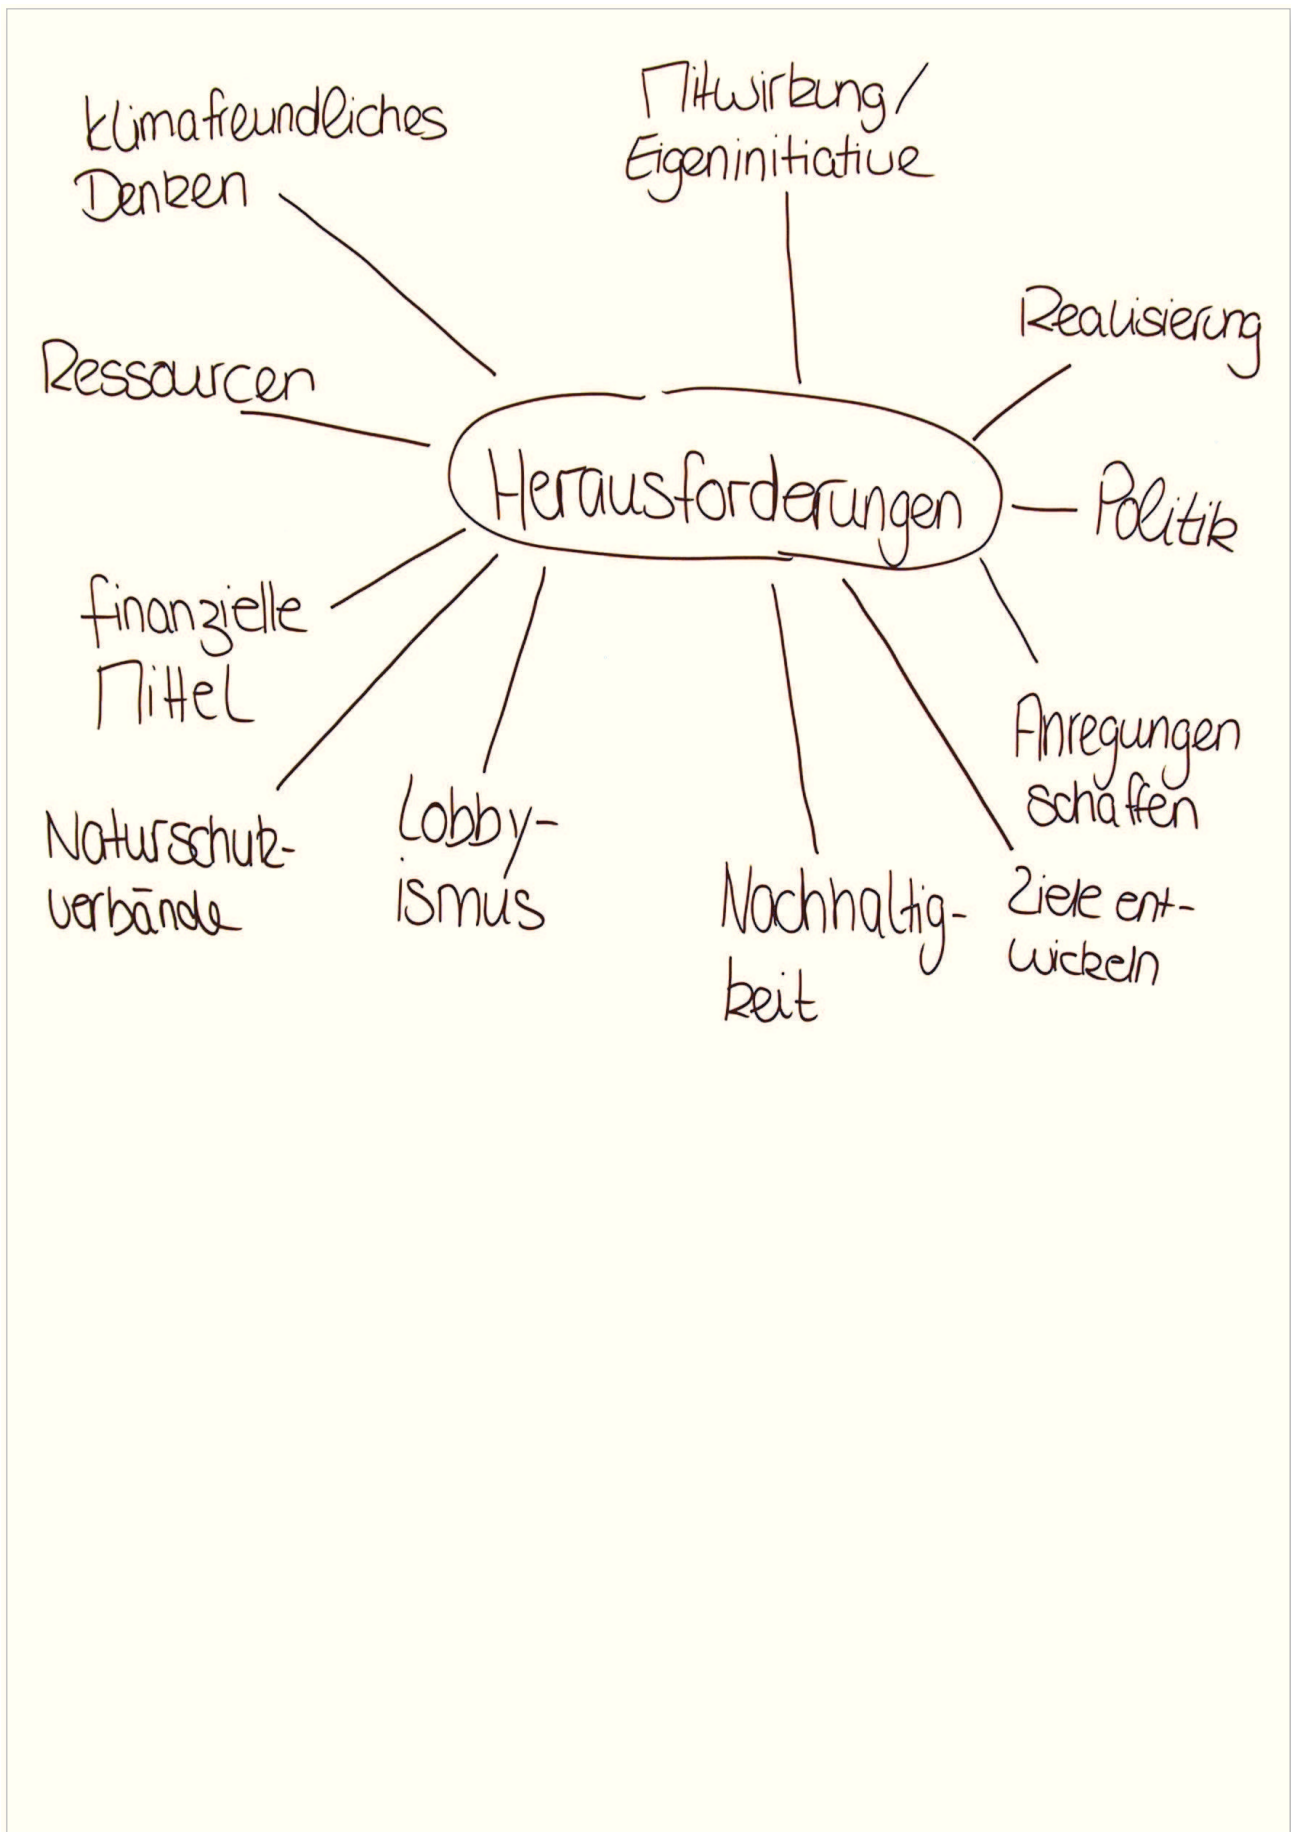 klimafreundliches
Denken
Mitwirkung/
Eigeninitiative
Realisierung
Ressourcen
Herausforderungen
Politik
finanzielle
Mittel
Anregungen
schaffen
Naturschutz-
verbände
Lobby-
ismus
Nachhaltig-
keit
Ziele ent-
wickeln